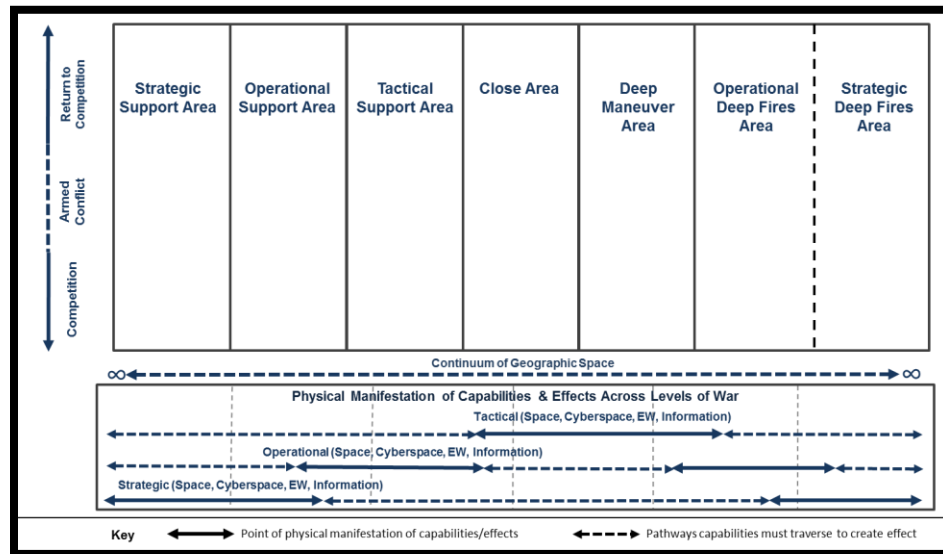 Return to
Competition
Armed
Conflict
Competition
Strategic
Support Area
Operational
Support Area
Tactical
Support Area
Close Area
Deep
Maneuver
Area
Operational
Deep Fires
Area
Strategic
Deep Fires
Area
Continuum of Geographic Space
∞ ∞
Physical Manifestation of Capabilities & Effects Across Levels of War
Tactical (Space, Cyberspace, EW, Information)
Operational (Space, Cyberspace, EW, Information)
Strategic (Space, Cyberspace, EW, Information)
Key Point of physical manifestation of capabilities/effects Pathways capabilities must traverse to create effect